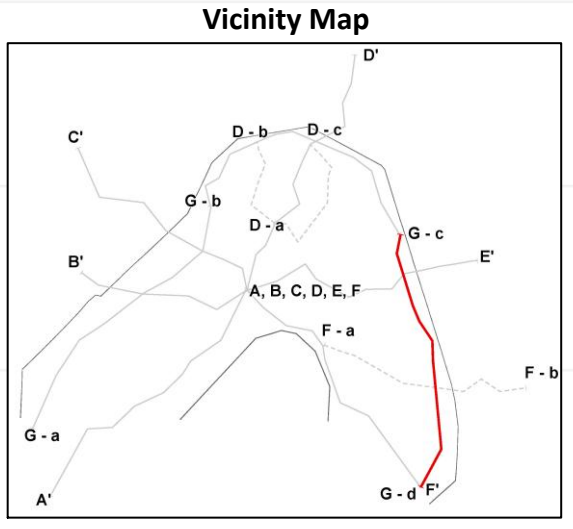 Vicinity Map
D'
D - b
D - c
C'
G - b
D - a
G - c
B'
E'
A, B, C, D, E, F
F - a
F - b
G - a
G - d
F'
A'